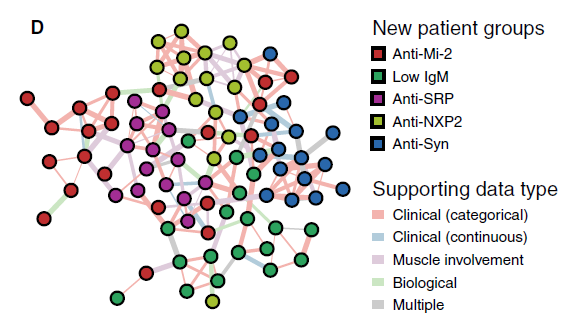 D
New patient groups
Anti-Mi-2
Low IgM
Anti-SRP
Anti-NXP2
Anti-Syn
Supporting data type
Clinical (categorical)
Clinical (continuous)
Muscle involvement
Biological
Multiple